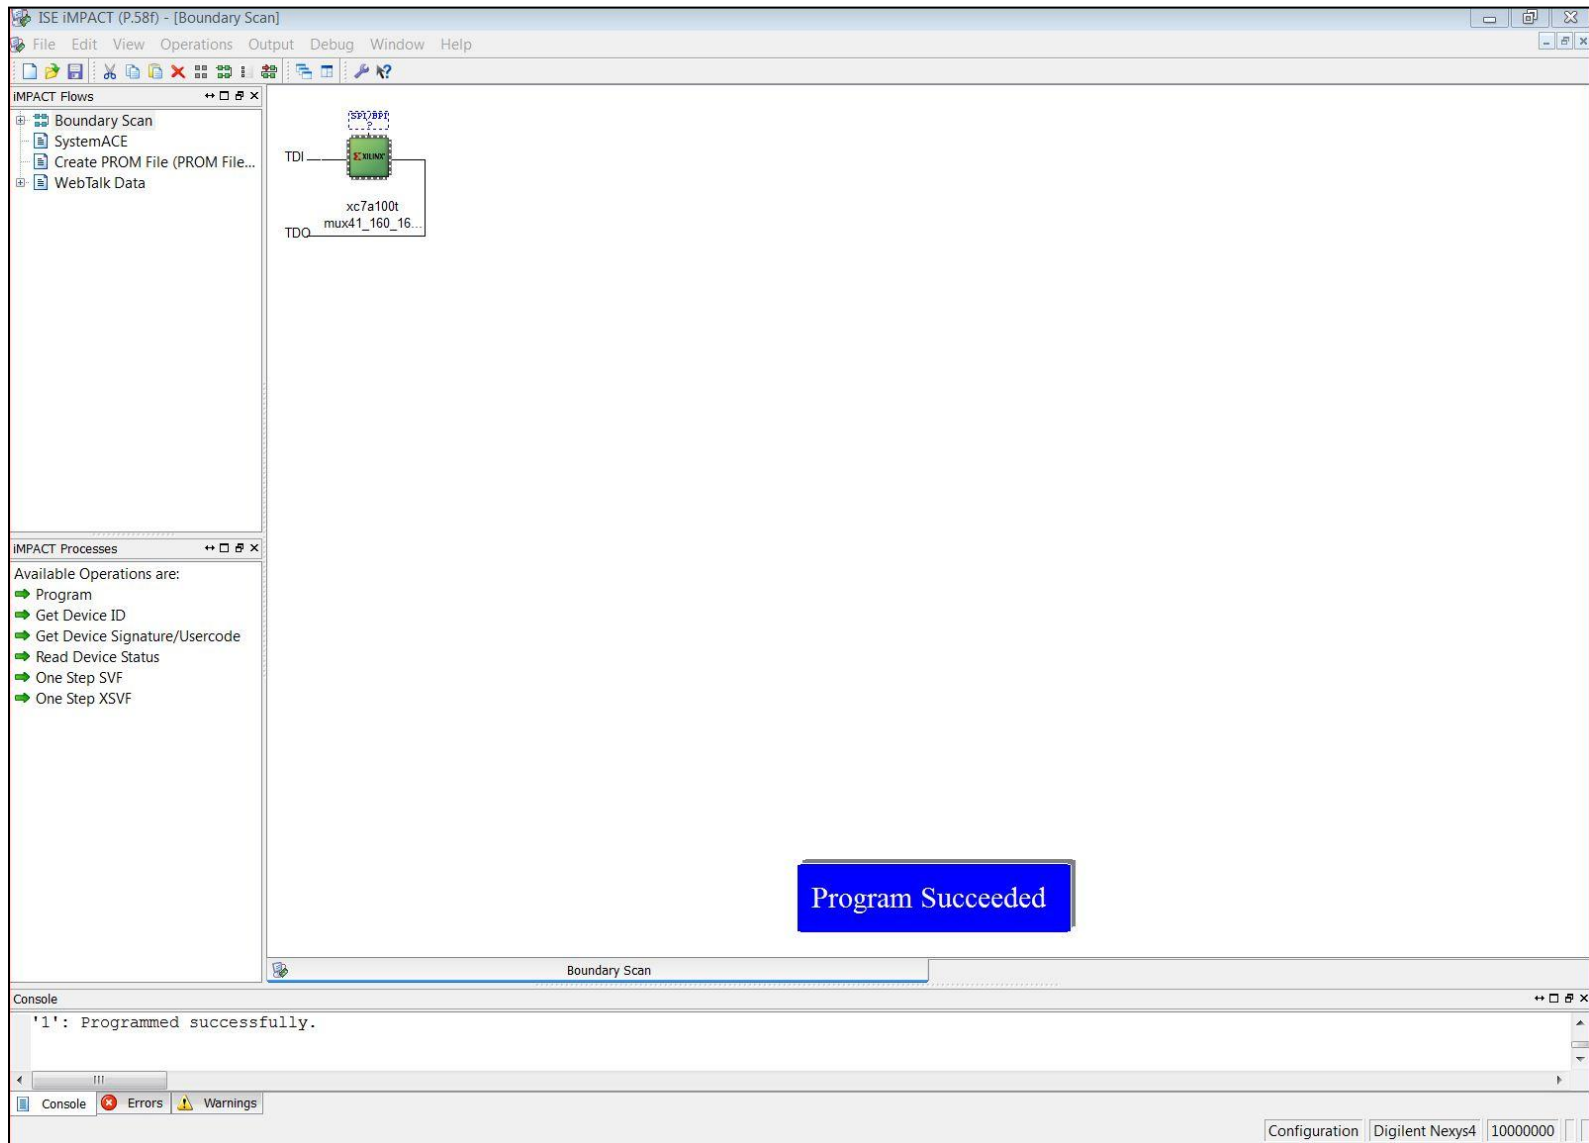 ISE iMPACT (P.58f) - [Boundary Scan]
File Edit View Operations Output Debug Window Help
iMPACT Flows
Boundary Scan
SystemACE
Create PROM File (PROM File...
WebTalk Data
SPI/BPI
?
TDI
XILINX
xc7a100t
mux41_160_16...
TDO
iMPACT Processes
Available Operations are:
Program
Get Device ID
Get Device Signature/Usercode
Read Device Status
One Step SVF
One Step XSVF
Program Succeeded
Boundary Scan
Console
'1': Programmed successfully.
Console Errors Warnings
Configuration Digilent Nexys4 10000000